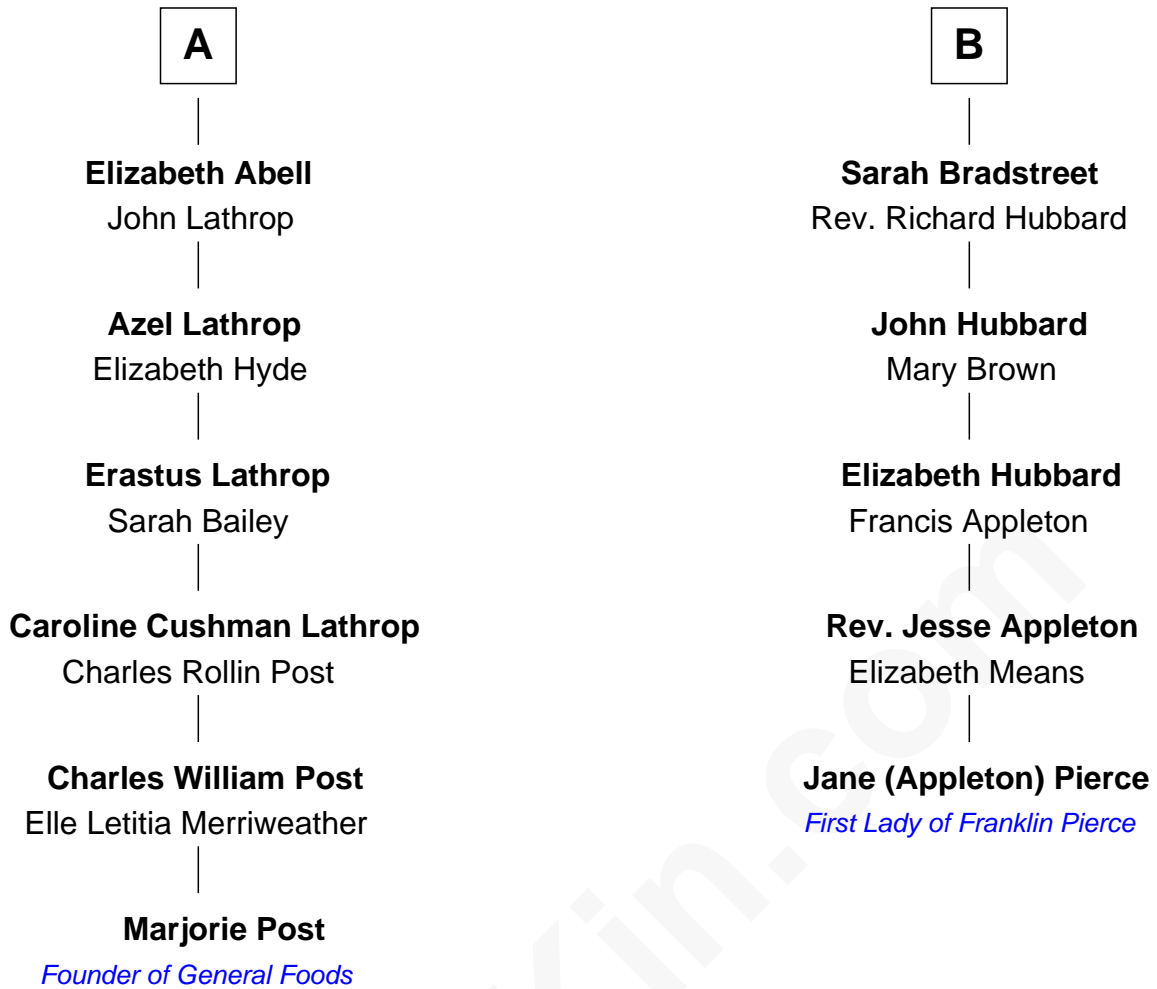 A
Elizabeth Abell
John Lathrop
Azel Lathrop
Elizabeth Hyde
Erastus Lathrop
Sarah Bailey
Caroline Cushman Lathrop
Charles Rollin Post
Charles William Post
Elle Letitia Merriweather
Marjorie Post
Founder of General Foods
B
Sarah Bradstreet
Rev. Richard Hubbard
John Hubbard
Mary Brown
Elizabeth Hubbard
Francis Appleton
Rev. Jesse Appleton
Elizabeth Means
Jane (Appleton) Pierce
First Lady of Franklin Pierce